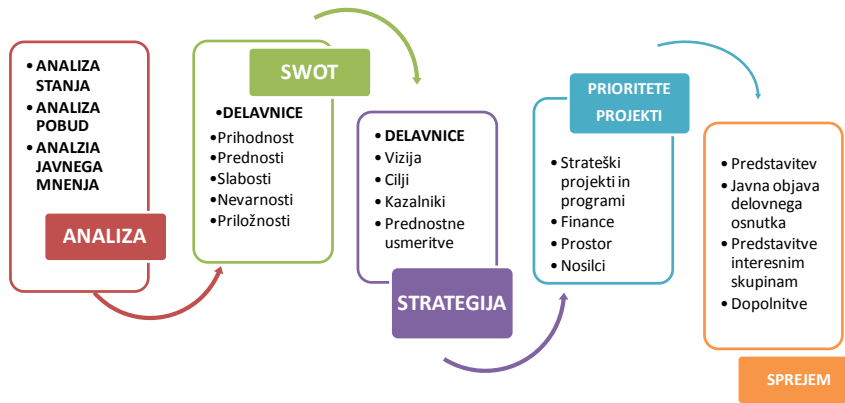 • ANALIZA
STANJA
• ANALIZA
POBUD
• ANALZIA
JAVNEGA
MNENJA
ANALIZA
SWOT
•DELAVNICE
•Prihodnost
•Prednosti
•Slabosti
•Nevarnosti
•Priložnosti
• DELAVNICE
• Vizija
• Cilji
• Kazalniki
• Prednostne
usmeritve
STRATEGIJA
PRIORITETE
PROJEKTI
• Strateški
projekti in
programi
• Finance
• Prostor
• Nosilci
• Predstavitev
• Javna objava
delovnega
osnutka
• Predstavitve
interesnim
skupinam
• Dopolnitve
SPREJEM